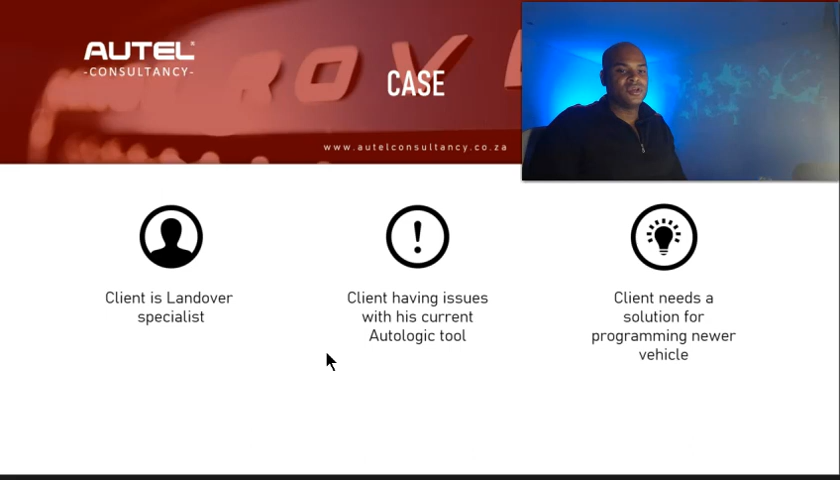 AUTEL
-CONSULTANCY-
CASE
www.autelconsultancy.co.za
Client is Landover
specialist
Client having issues
with his current
Autologic tool
Client needs a
solution for
programming newer
vehicle